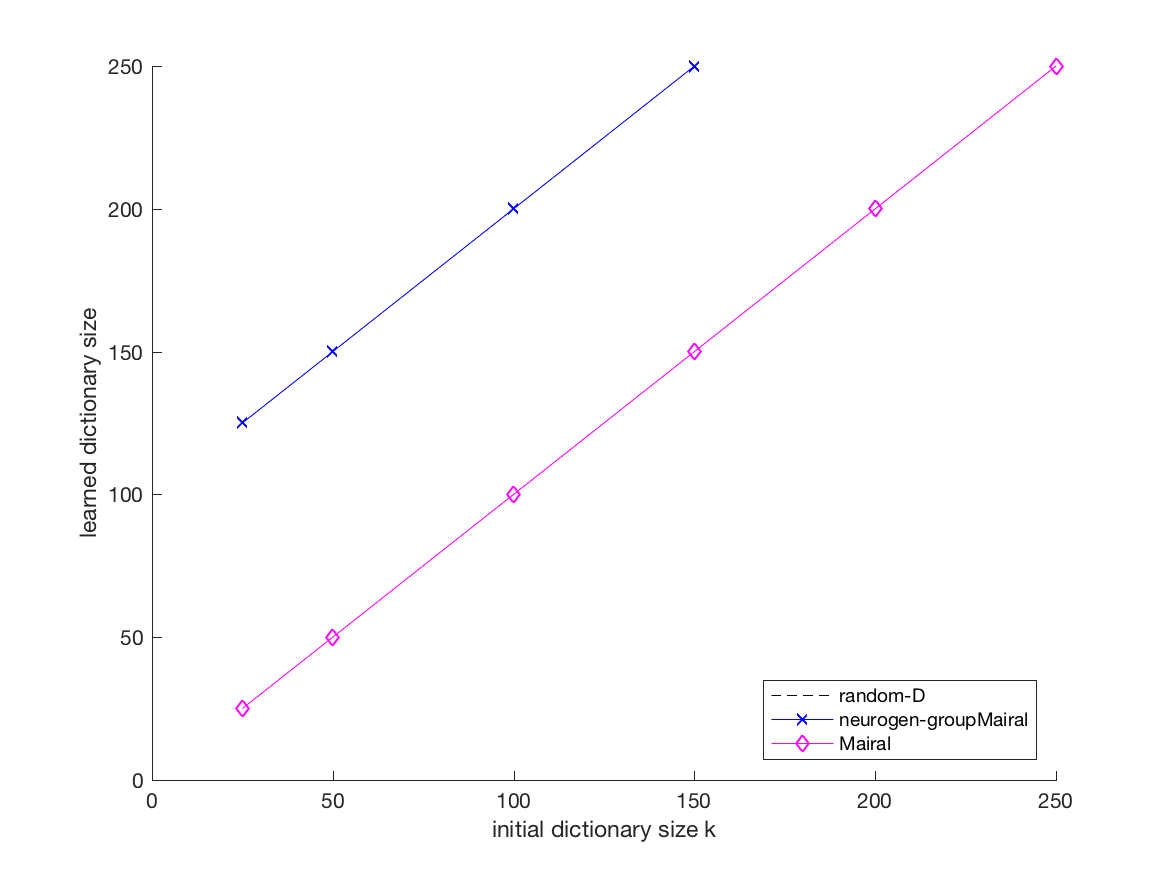 250
200
150
100
50
0
learned dictionary size
0 50 100 150 200 250
initial dictionary size k
random-D
neurogen-groupMairal
Mairal